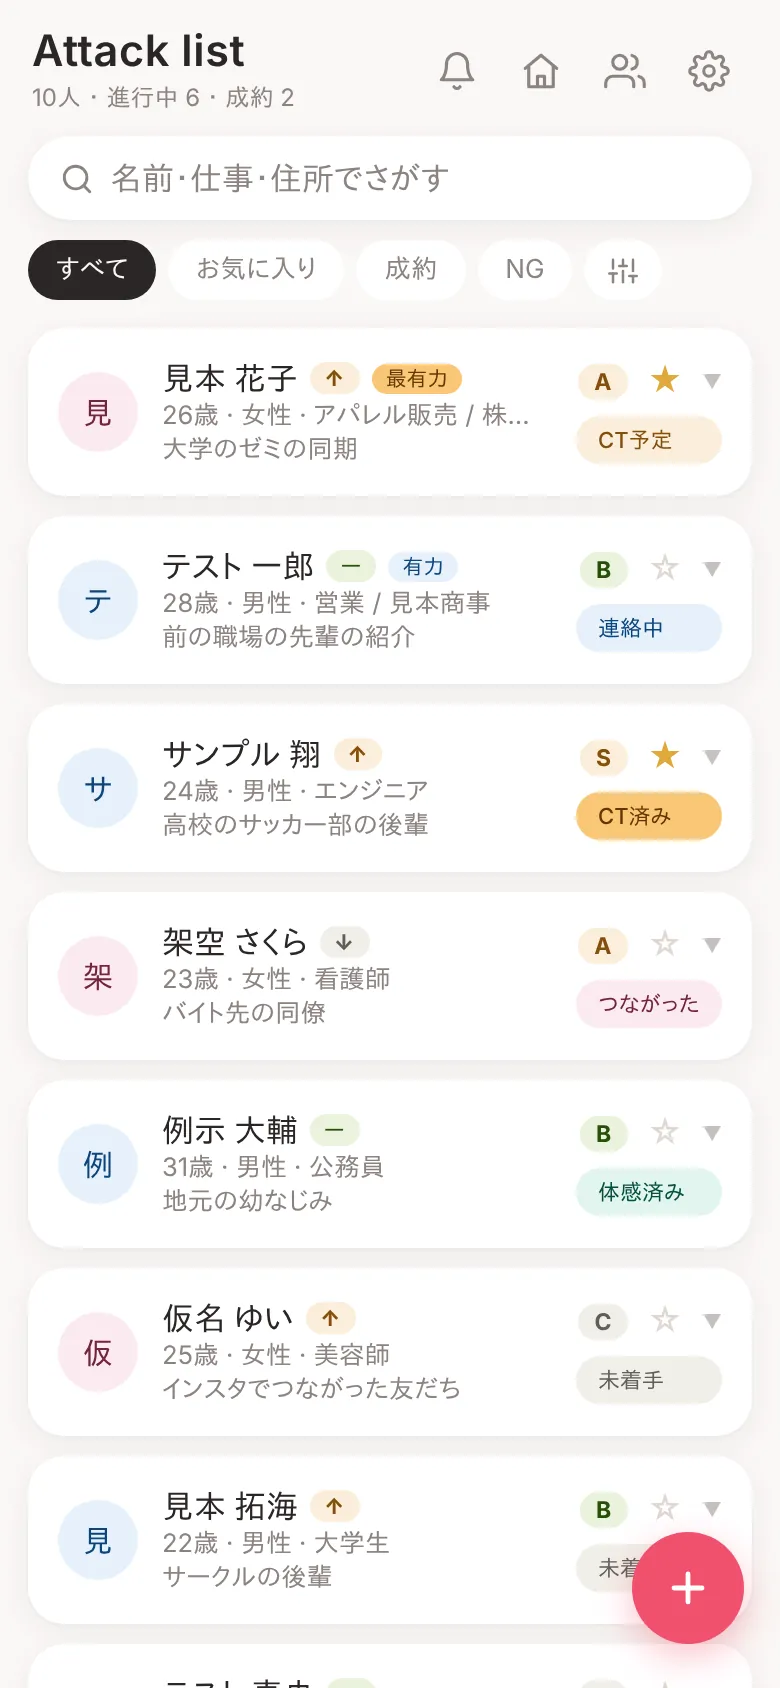 Attack list
10人・進行中 6・成約 2
名前・仕事・住所でさがす
すべて お気に入り 成約 NG
見 見本 花子 ↑ 最有力 A ★ ▼
26歳・女性・アパレル販売 / 株... CT予定
大学のゼミの同期
テ テスト 一郎 — 有力 B ☆ ▼
28歳・男性・営業 / 見本商事 連絡中
前の職場の先輩の紹介
サ サンプル 翔 ↑ S ★ ▼
24歳・男性・エンジニア CT済み
高校のサッカー部の後輩
架 架空 さくら ↓ A ☆ ▼
23歳・女性・看護師 つながった
バイト先の同僚
例 例示 大輔 — B ☆ ▼
31歳・男性・公務員 体感済み
地元の幼なじみ
仮 仮名 ゆい ↑ C ☆ ▼
25歳・女性・美容師 未着手
インスタでつながった友だち
見 見本 拓海 ↑ B ☆ ▼
22歳・男性・大学生 未着
サークルの後輩
テスト